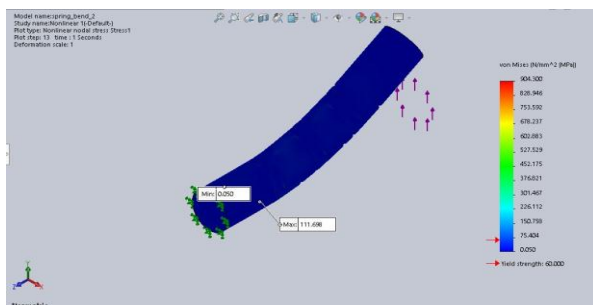 Model name:spring_bend_2
Study name:Nonlinear 1(-Default-)
Plot type: Nonlinear nodal stress Stress1
Plot step: 13 time : 1 Seconds
Deformation scale: 1
von Mises (N/mm^2 (MPa))
904.300
828.946
753.592
678.237
602.883
527.529
452.175
376.821
301.467
226.112
150.758
75.404
0.050
Yield strength: 60.000
Min: 0.050
Max: 111.698